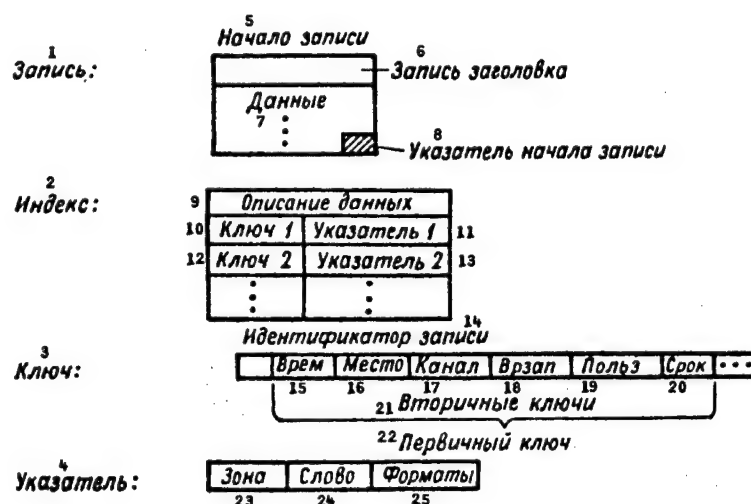 5
Начало записи
1
Запись:
6
Запись заголовка
Данные
7
8
Указатель начала записи
2
Индекс:
9 Описание данных
10 Ключ 1 Указатель 1 11
12 Ключ 2 Указатель 2 13
14
Идентификатор записи
3
Ключ:
Врем Место Канал Врзап Польз Срок ...
15 16 17 18 19 20
21 Вторичные ключи
22 Первичный ключ
4
Указатель:
Зона Слово Форматы
23 24 25